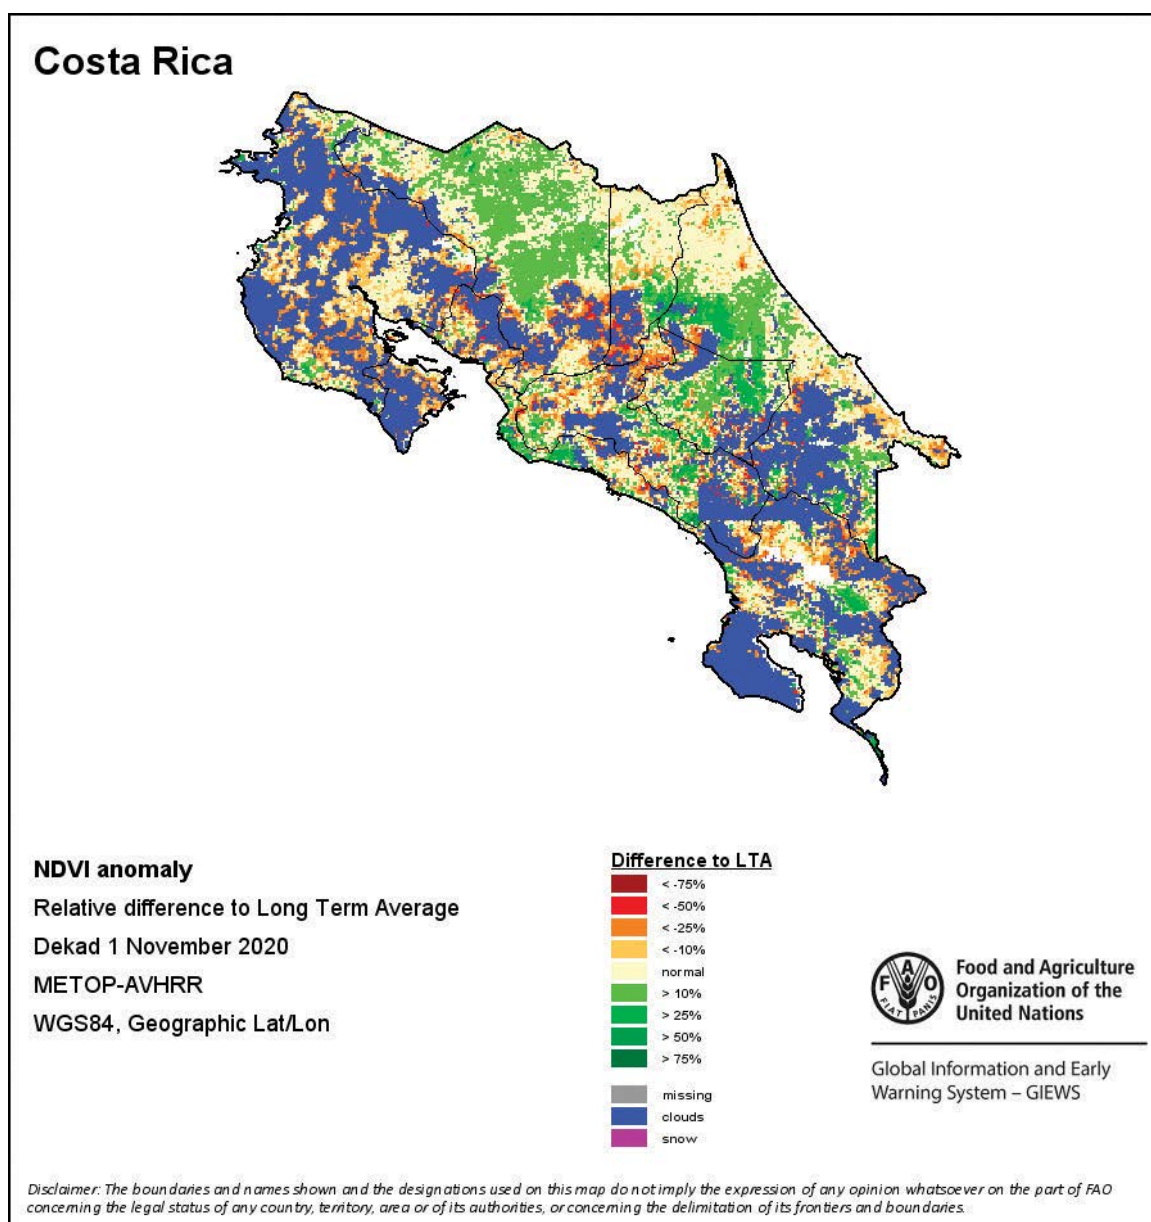 Costa Rica
NDVI anomaly
Relative difference to Long Term Average
Dekad 1 November 2020
METOP-AVHRR
WGS84, Geographic Lat/Lon
Difference to LTA
< -75%
< -50%
< -25%
< -10%
normal
> 10%
> 25%
> 50%
> 75%
missing
clouds
snow
F A O
FIAT PANIS
Food and Agriculture
Organization of the
United Nations
Global Information and Early
Warning System – GIEWS
Disclaimer: The boundaries and names shown and the designations used on this map do not imply the expression of any opinion whatsoever on the part of FAO
concerning the legal status of any country, territory, area or of its authorities, or concerning the delimitation of its frontiers and boundaries.